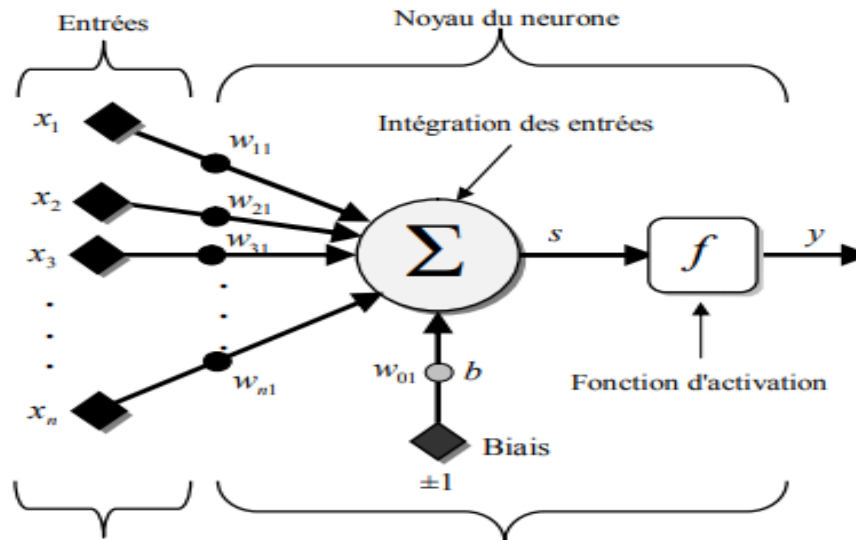 Entrées
Noyau du neurone
Intégration des entrées
x₁
w₁₁
x₂
w₂₁
x₃
w₃₁
Σ
s
f
y
xₙ
wₙ₁
w₀₁
b
Fonction d'activation
Biais
±1